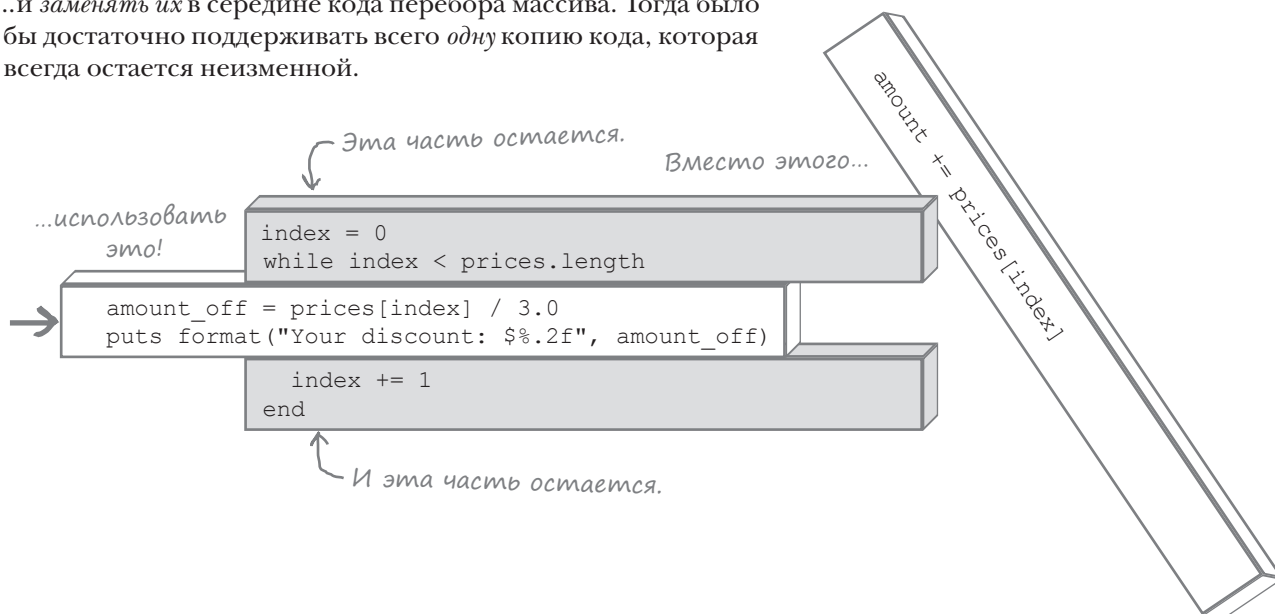 ..и заменять их в середине кода перебора массива. Тогда было
бы достаточно поддерживать всего одну копию кода, которая
всегда остается неизменной.
Эта часть остается.
Вместо этого...
amount += prices[index]
...использовать
это!
index = 0
while index < prices.length
amount_off = prices[index] / 3.0
puts format("Your discount: $%.2f", amount_off)
index += 1
end
И эта часть остается.